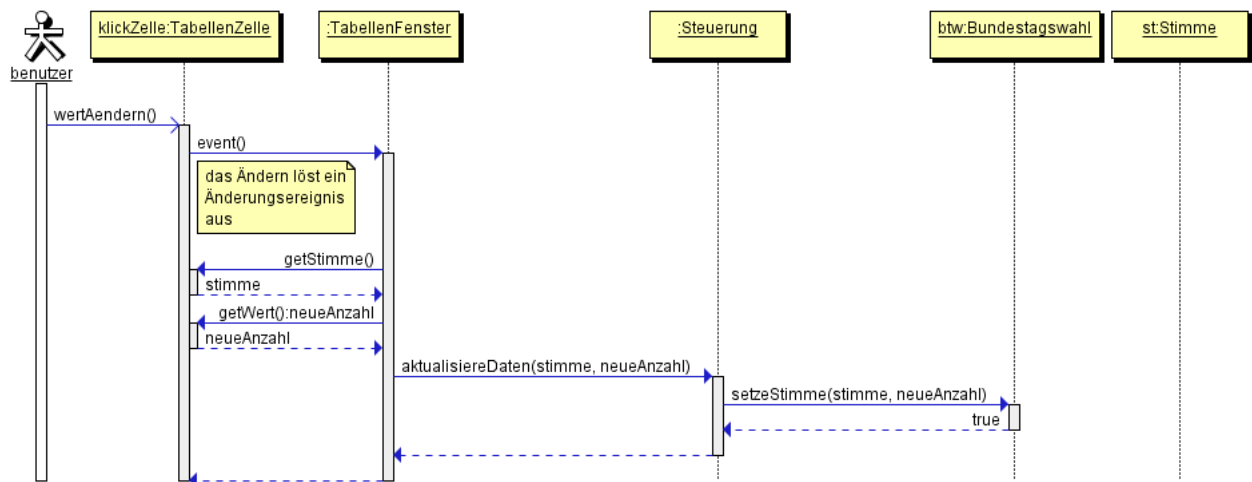 klickZelle:TabellenZelle
:TabellenFenster
:Steuerung
btw:Bundestagswahl
st:Stimme
benutzer
wertAendern()
event()
das Ändern löst ein
Änderungsereignis
aus
getStimme()
stimme
getWert():neueAnzahl
neueAnzahl
aktualisiereDaten(stimme, neueAnzahl)
setzeStimme(stimme, neueAnzahl)
true